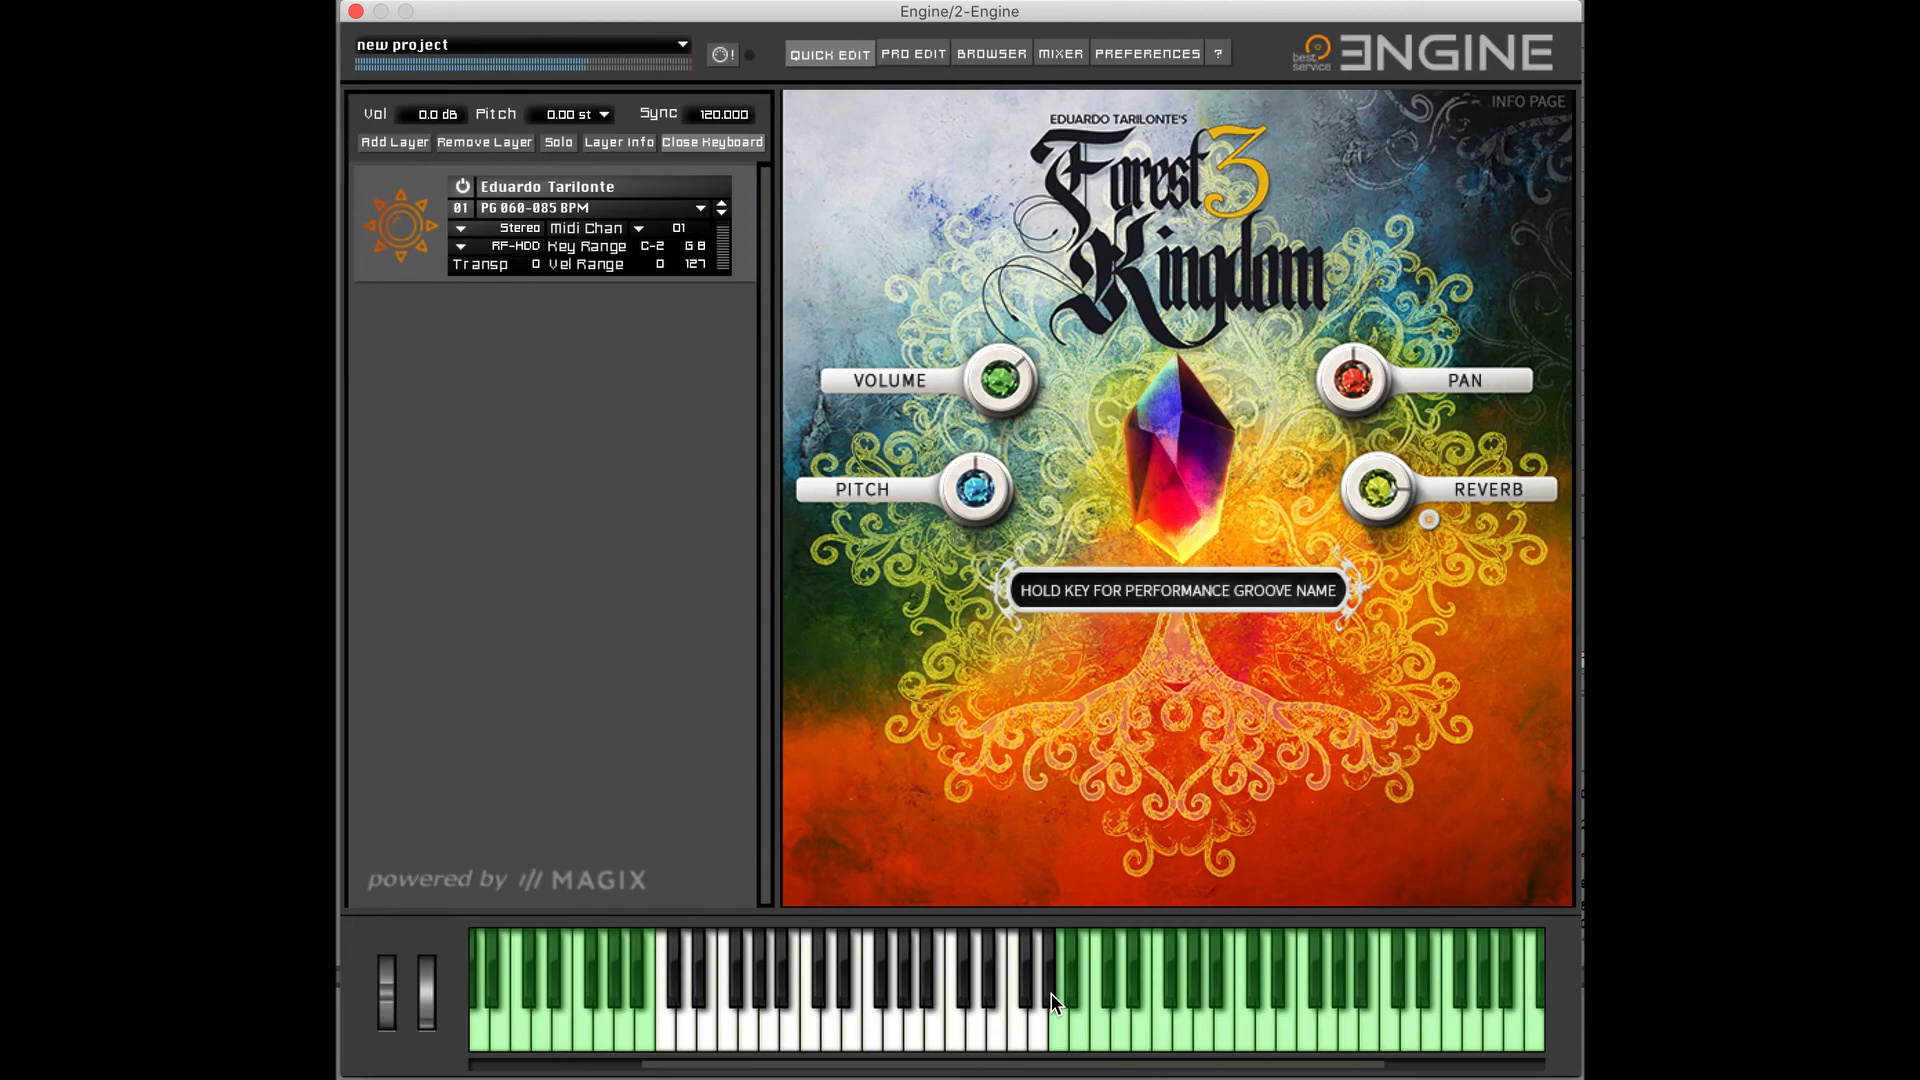 Engine/2-Engine
new project
!
QUICK EDIT PRO EDIT BROWSER MIXER PREFERENCES ?
best service ENGINE
Vol 0.0 dB Pitch 0.00 st Sync 120.000
Add Layer Remove Layer Solo Layer Info Close Keyboard
Eduardo Tarilonte
01 PG 060-085 BPM
Stereo Midi Chan 01
RF-HDD Key Range C-2 G 8
Transp 0 Vel Range 0 127
powered by MAGIX
INFO PAGE
EDUARDO TARILONTE'S
Forest 3
Kingdom
VOLUME
PAN
PITCH
REVERB
HOLD KEY FOR PERFORMANCE GROOVE NAME